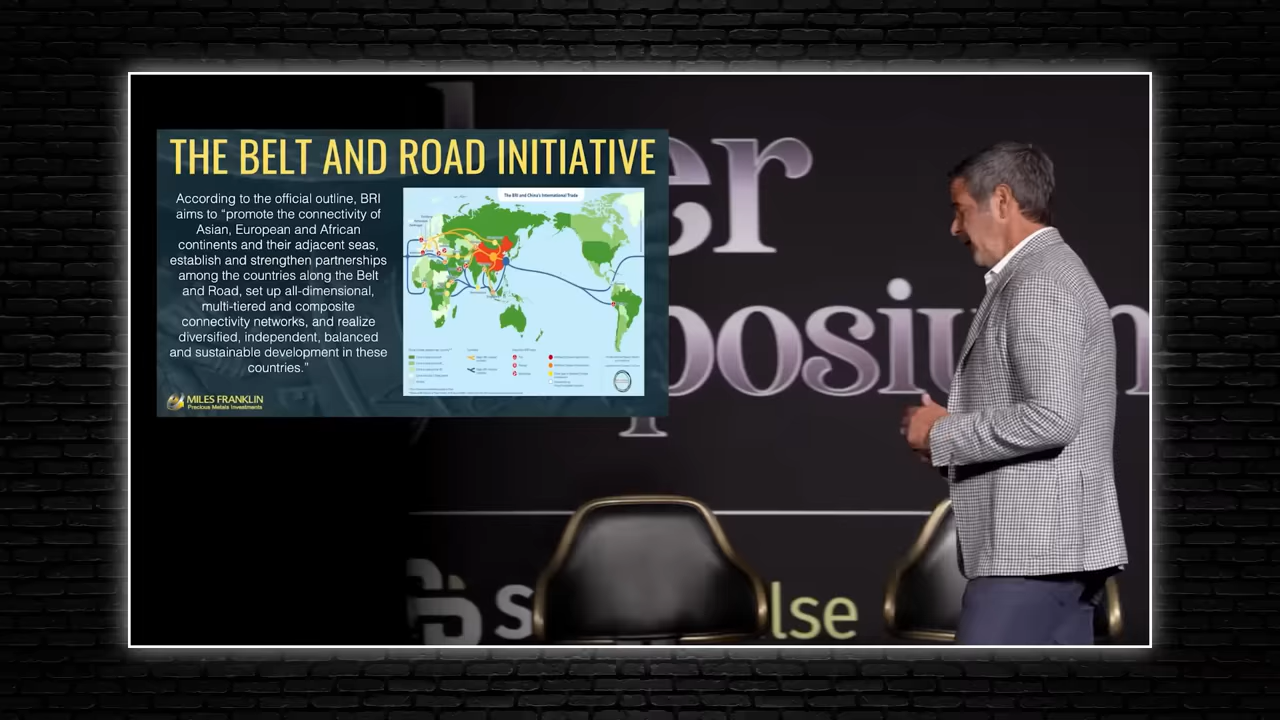 THE BELT AND ROAD INITIATIVE
According to the official outline, BRI
aims to “promote the connectivity of
Asian, European and African
continents and their adjacent seas,
establish and strengthen partnerships
among the countries along the Belt
and Road, set up all-dimensional,
multi-tiered and composite
connectivity networks, and realize
diversified, independent, balanced
and sustainable development in these
countries.”
The BRI and China's International Trade
MILES FRANKLIN
Precious Metals Investments
er
posiu
lse